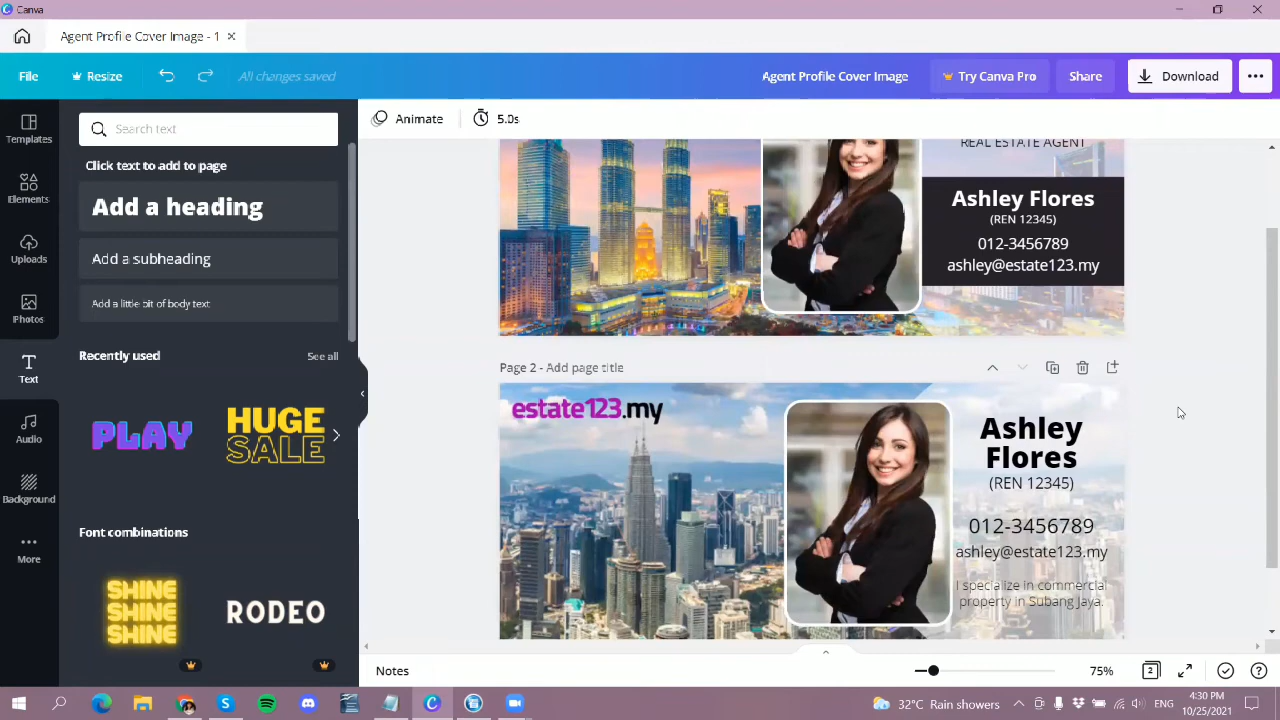 Canva
Agent Profile Cover Image - 1
File
Resize
All changes saved
Agent Profile Cover Image
Try Canva Pro
Share
Download
Templates
Elements
Uploads
Photos
Text
Audio
Background
More
Search text
Click text to add to page
Add a heading
Add a subheading
Add a little bit of body text
Recently used
See all
PLAY
HUGE
SALE
Font combinations
SHINE
SHINE
SHINE
RODEO
Animate
5.0s
REAL ESTATE AGENT
Ashley Flores
(REN 12345)
012-3456789
ashley@estate123.my
Page 2 - Add page title
estate123.my
Ashley
Flores
(REN 12345)
012-3456789
ashley@estate123.my
I specialize in commercial
property in Subang Jaya.
Notes
75%
2
32°C Rain showers
ENG
4:30 PM
10/25/2021